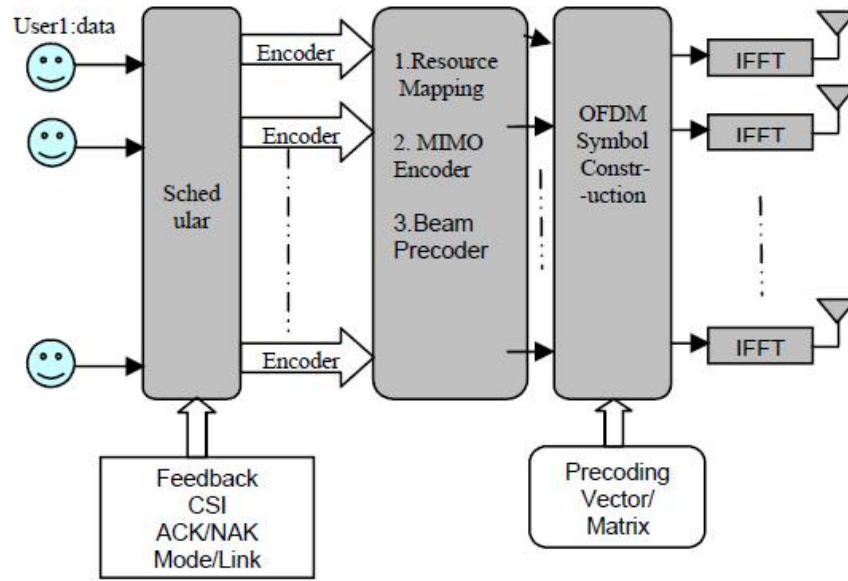 User1:data
Sched
ular
Encoder
Encoder
Encoder
1.Resource
Mapping
2. MIMO
Encoder
3.Beam
Precoder
OFDM
Symbol
Constr-
-uction
IFFT
IFFT
IFFT
Feedback
CSI
ACK/NAK
Mode/Link
Precoding
Vector/
Matrix